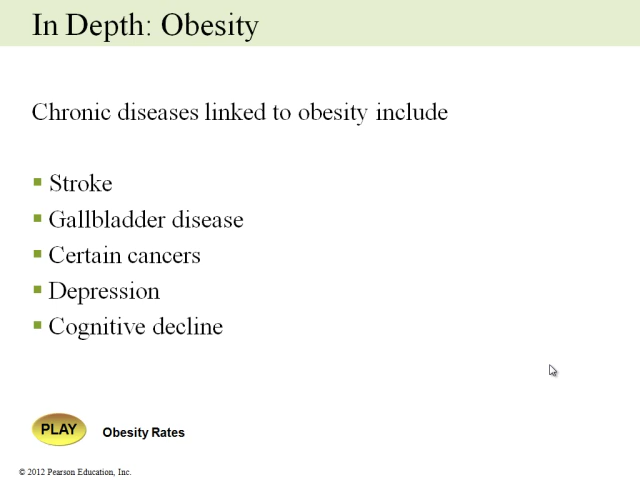 In Depth: Obesity
Chronic diseases linked to obesity include
Stroke
Gallbladder disease
Certain cancers
Depression
Cognitive decline
PLAY Obesity Rates
© 2012 Pearson Education, Inc.